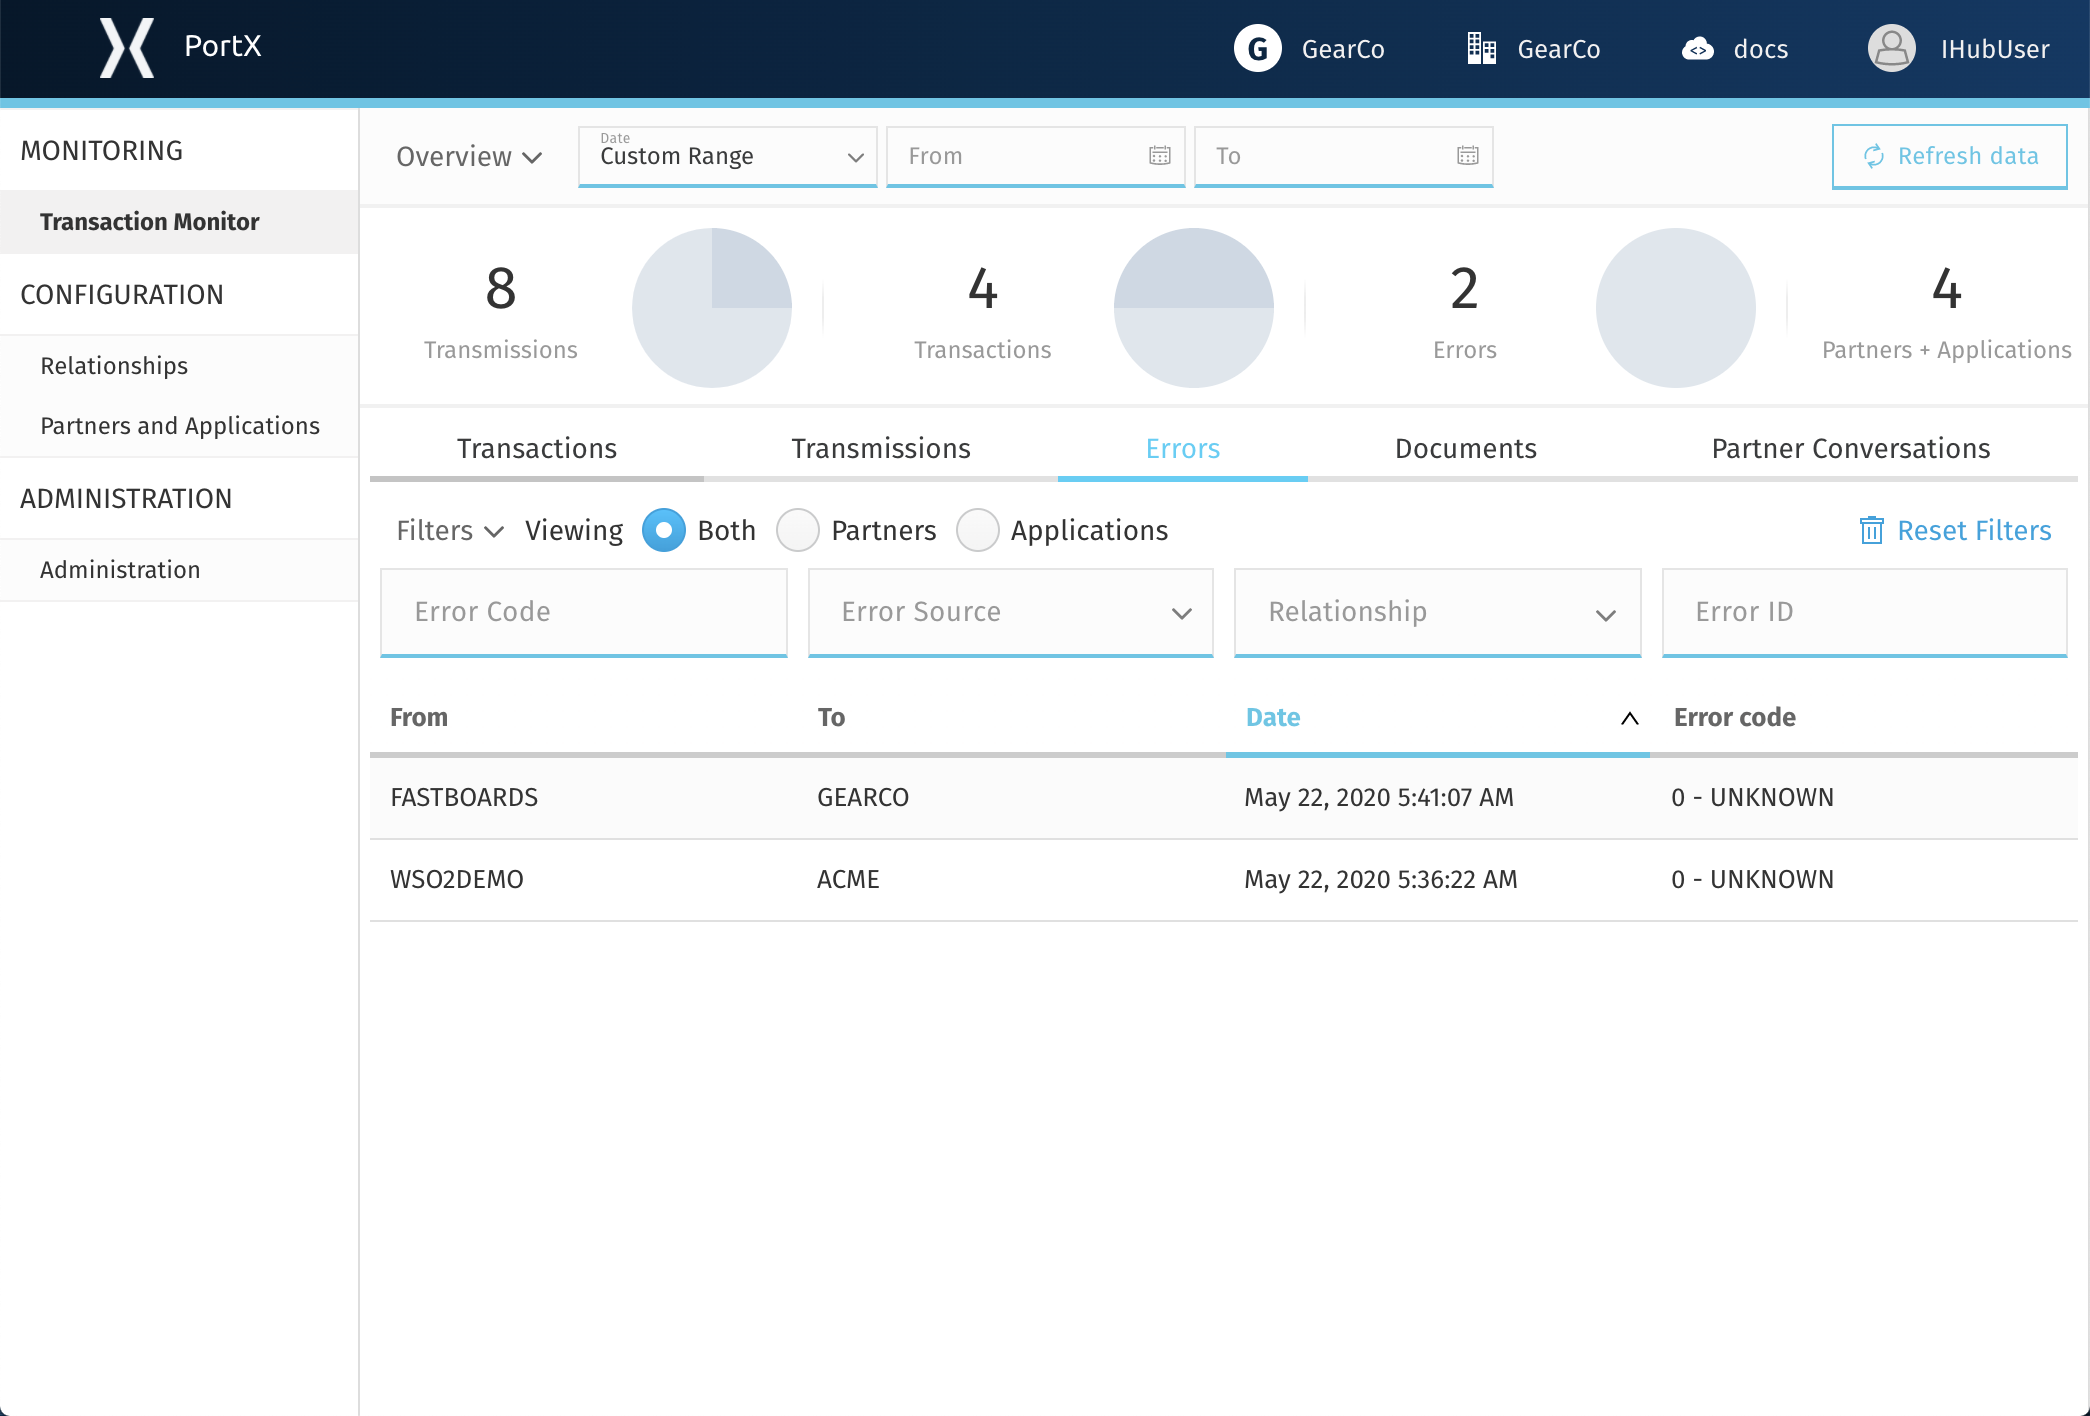 PortX
G GearCo
GearCo
docs
IHubUser
MONITORING
Transaction Monitor
CONFIGURATION
Relationships
Partners and Applications
ADMINISTRATION
Administration
Overview
Date
Custom Range
From
To
Refresh data
8
Transmissions
4
Transactions
2
Errors
4
Partners + Applications
Transactions Transmissions Errors Documents Partner Conversations
Filters Viewing Both Partners Applications Reset Filters
Error Code Error Source Relationship Error ID
From To Date Error code
FASTBOARDS GEARCO May 22, 2020 5:41:07 AM 0 - UNKNOWN
WSO2DEMO ACME May 22, 2020 5:36:22 AM 0 - UNKNOWN